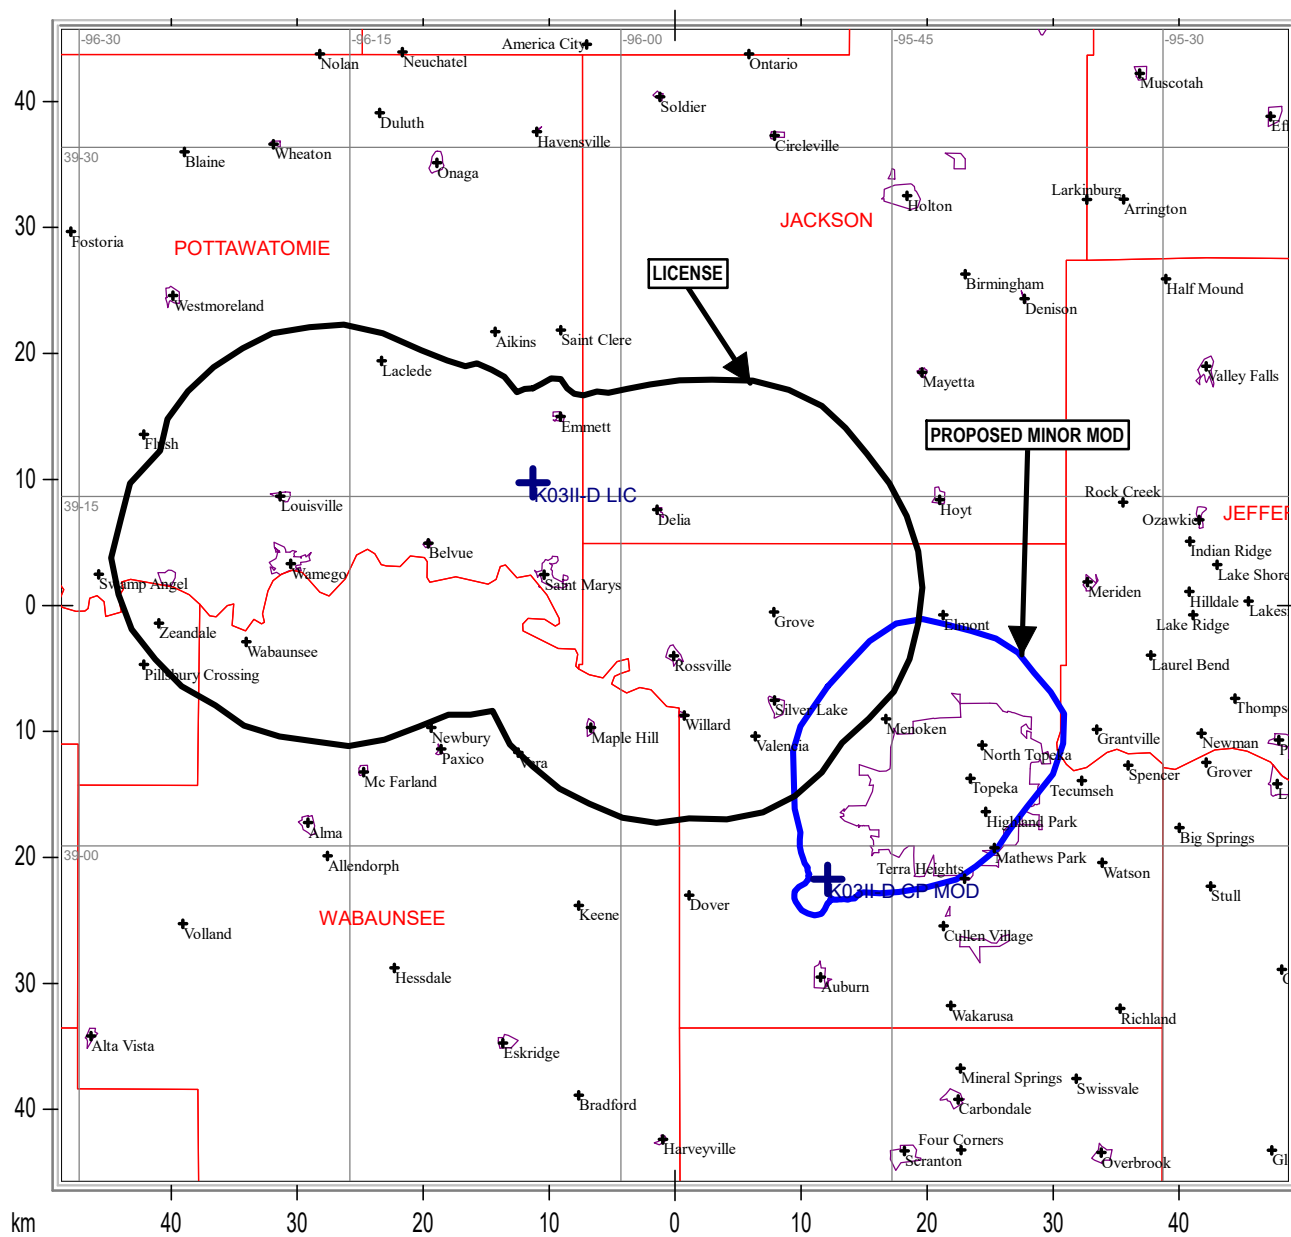 -96-30
-96-15
-96-00
-95-45
-95-30
America City
Nolan
Neuchatel
Ontario
Muscotah
40
Soldier
Duluth
Havensville
Circleville
39-30
Blaine
Wheaton
Onaga
Larkinburg
Arrington
Holton
30
JACKSON
Fostoria
POTTAWATOMIE
LICENSE
Birmingham
Half Mound
Denison
Westmoreland
Aikins
Saint Clere
20
Laclede
Mayetta
Valley Falls
Emmett
Flush
PROPOSED MINOR MOD
10
K03II-D LIC
Rock Creek
39-15
Louisville
Delia
Hoyt
Ozawkie
Belvue
Indian Ridge
Wamego
Saint Marys
Lake Shore
Swamp Angel
Meriden
Hilldale
0
Grove
Elmont
Lake Ridge
Zeandale
Wabaunsee
Rossville
Laurel Bend
Pillsbury Crossing
Silver Lake
Willard
Menoken
10
Newbury
Maple Hill
Valencia
Grantville
Newman
Paxico
Vera
North Topeka
Mc Farland
Spencer
Grover
Topeka
Tecumseh
Highland Park
Alma
Big Springs
39-00
20
Allendorph
Mathews Park
Terra Heights
Watson
K03II-D CP MOD
Dover
Stull
Keene
WABAUNSEE
Volland
Cullen Village
Hessdale
30
Auburn
Wakarusa
Richland
Alta Vista
Eskridge
Mineral Springs
Swissvale
40
Bradford
Carbondale
Harveyville
Four Corners
Scranton
Overbrook
km
40
30
20
10
0
10
20
30
40